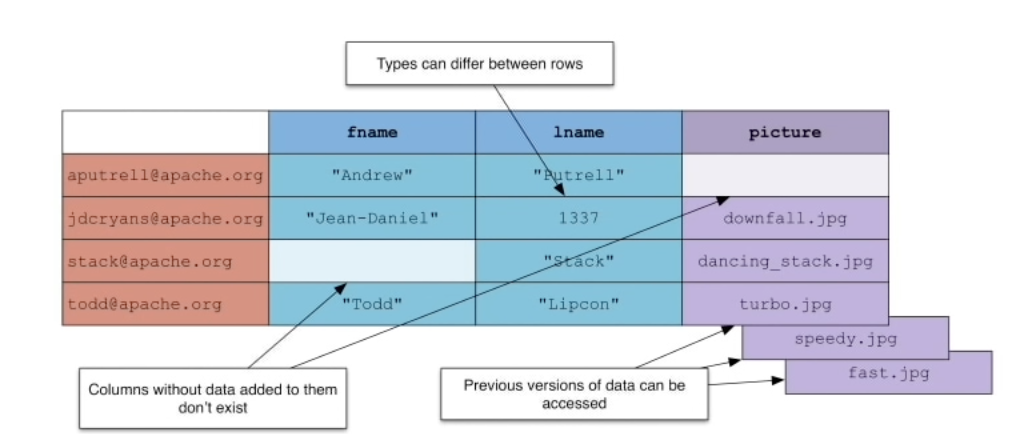 Types can differ between rows
fname lname picture
aputrell@apache.org "Andrew" "Putrell"
jdcryans@apache.org "Jean-Daniel" 1337 downfall.jpg
stack@apache.org "Stack" dancing_stack.jpg
todd@apache.org "Todd" "Lipcon" turbo.jpg
speedy.jpg
fast.jpg
Columns without data added to them
don't exist
Previous versions of data can be
accessed